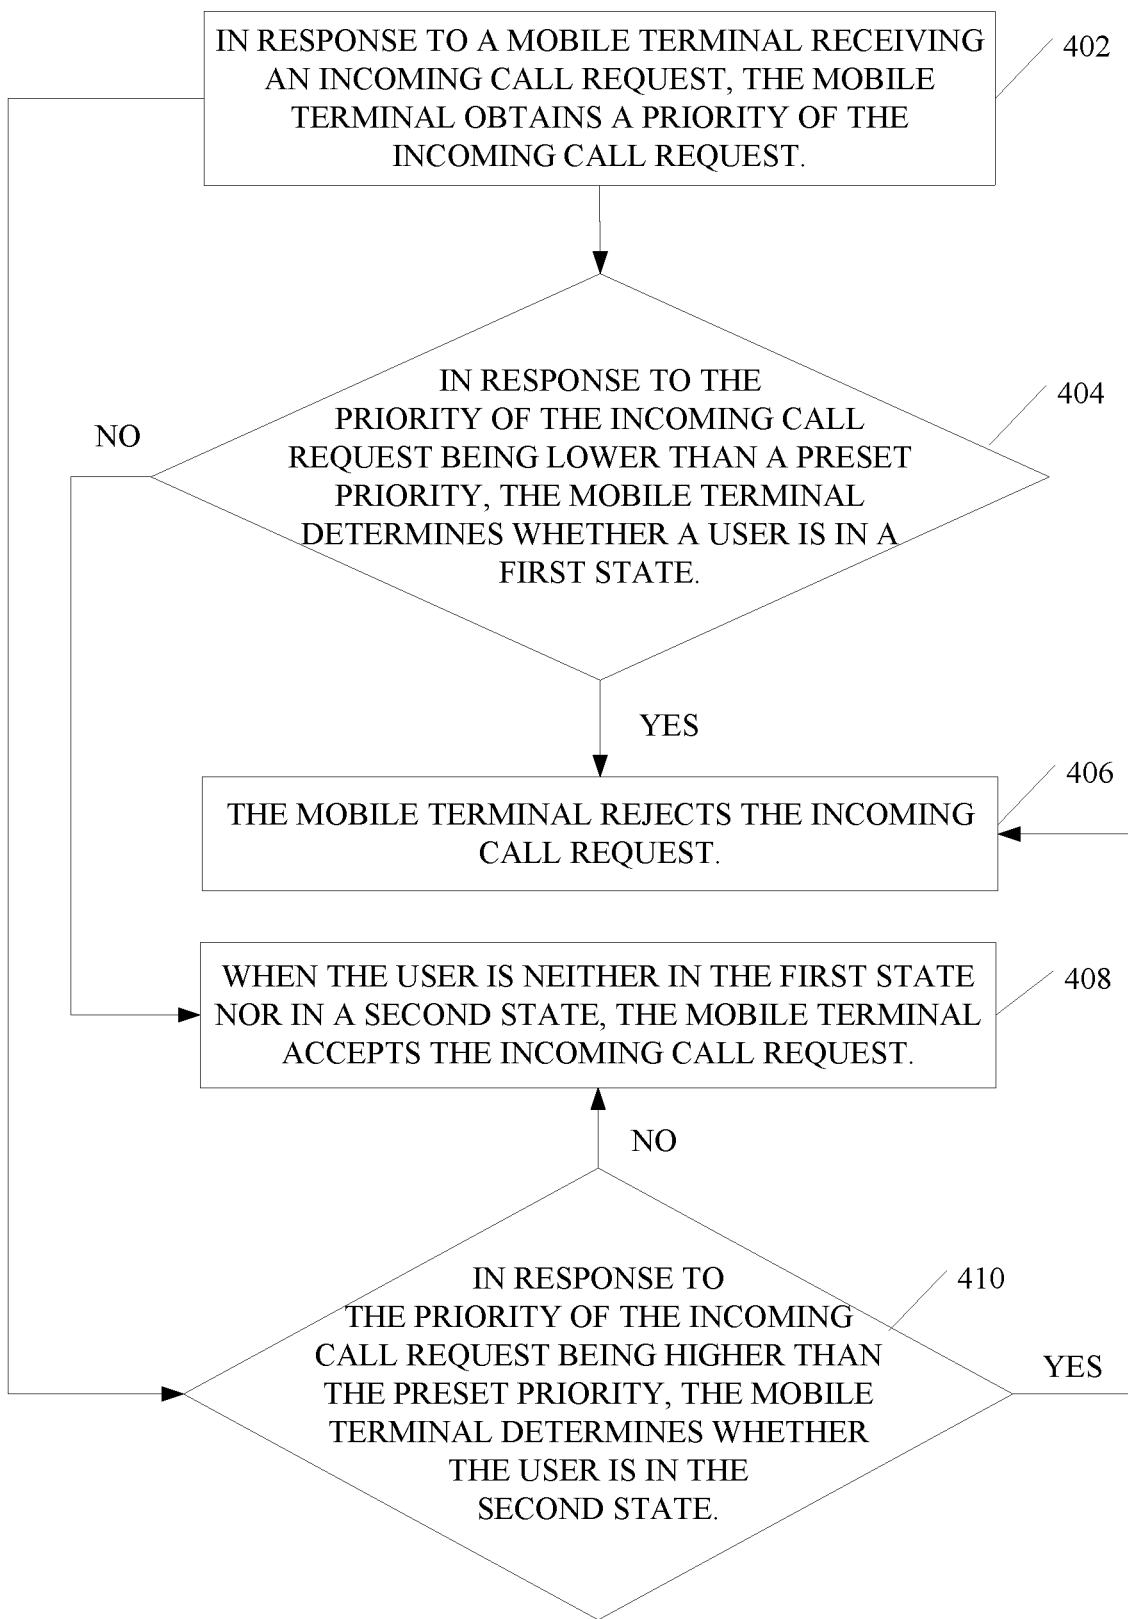 IN RESPONSE TO A MOBILE TERMINAL RECEIVING
AN INCOMING CALL REQUEST, THE MOBILE
TERMINAL OBTAINS A PRIORITY OF THE
INCOMING CALL REQUEST.
402
IN RESPONSE TO THE
PRIORITY OF THE INCOMING CALL
REQUEST BEING LOWER THAN A PRESET
PRIORITY, THE MOBILE TERMINAL
DETERMINES WHETHER A USER IS IN A
FIRST STATE.
404
NO
YES
THE MOBILE TERMINAL REJECTS THE INCOMING
CALL REQUEST.
406
WHEN THE USER IS NEITHER IN THE FIRST STATE
NOR IN A SECOND STATE, THE MOBILE TERMINAL
ACCEPTS THE INCOMING CALL REQUEST.
408
NO
IN RESPONSE TO
THE PRIORITY OF THE INCOMING
CALL REQUEST BEING HIGHER THAN
THE PRESET PRIORITY, THE MOBILE
TERMINAL DETERMINES WHETHER
THE USER IS IN THE
SECOND STATE.
410
YES